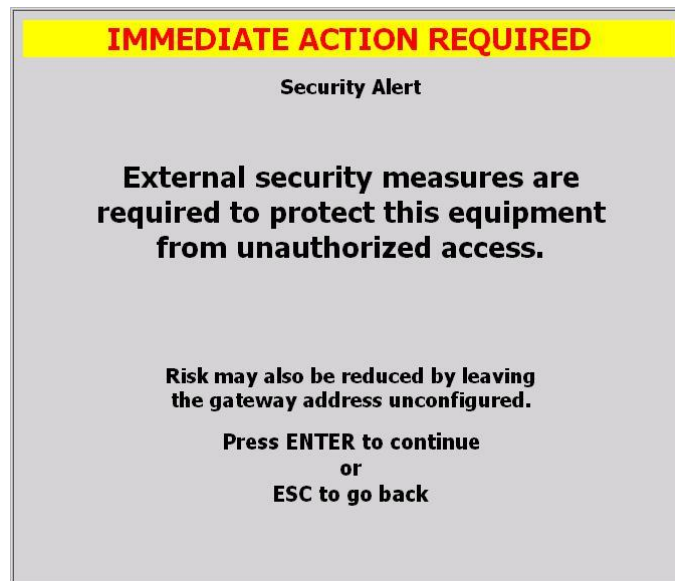 IMMEDIATE ACTION REQUIRED
Security Alert
External security measures are
required to protect this equipment
from unauthorized access.
Risk may also be reduced by leaving
the gateway address unconfigured.
Press ENTER to continue
or
ESC to go back